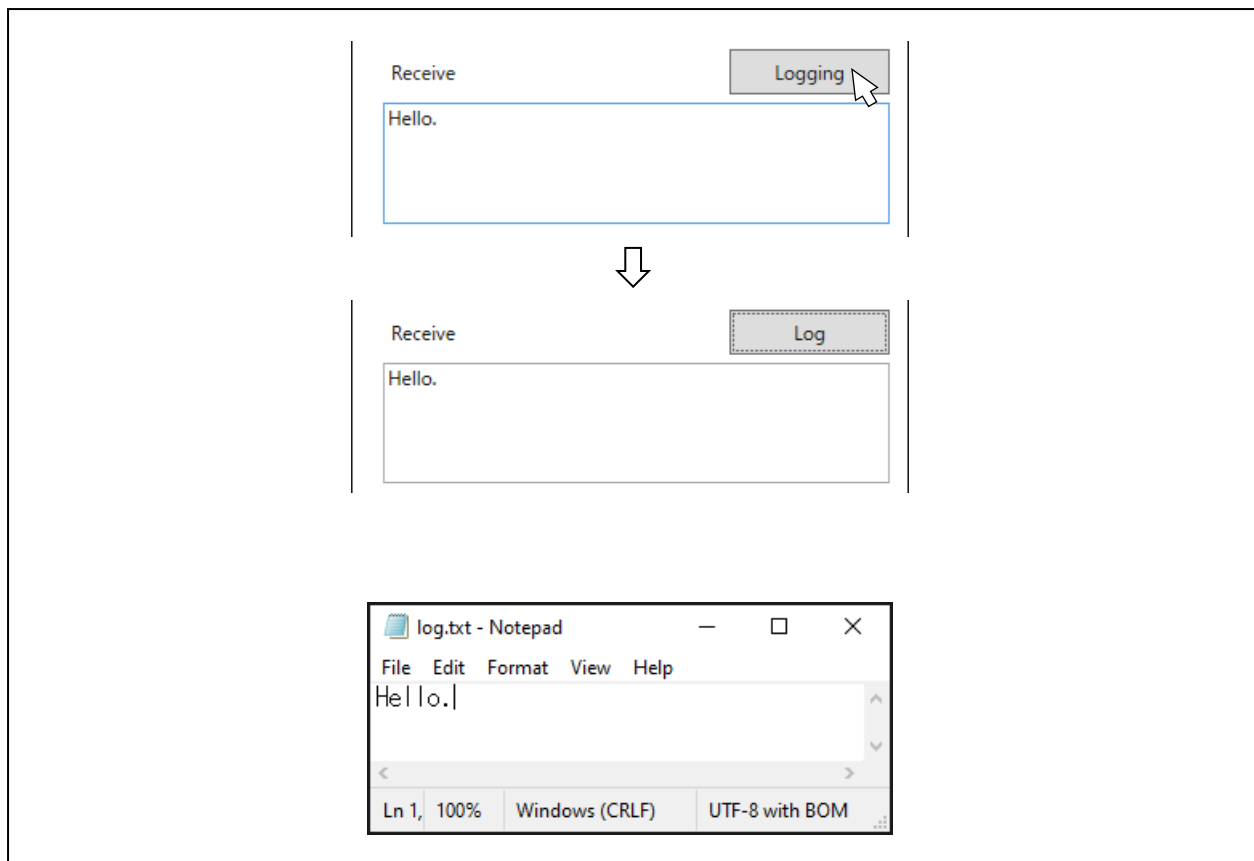 Receive Logging
Hello.
Receive Log
Hello.
log.txt - Notepad
File Edit Format View Help
Hello.
Ln 1, 100% Windows (CRLF) UTF-8 with BOM